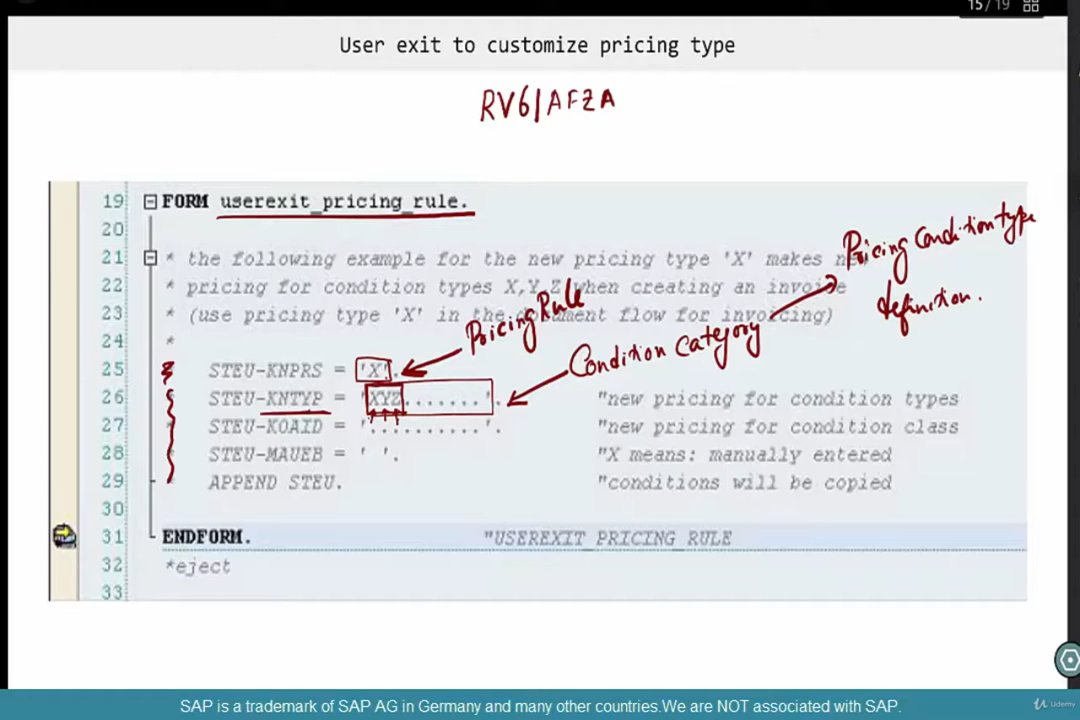 15 / 19
User exit to customize pricing type
RV61AFZA
19 FORM userexit_pricing_rule.
20
21 * the following example for the new pricing type 'X' makes
22 * pricing for condition types X,Y,Z when creating an invoice
23 * (use pricing type 'X' in the document flow for invoicing)
24 *
25 STEU-KNPRS = 'X'.
26 STEU-KNTYP = 'XYZ.......'. "new pricing for condition types
27 STEU-KOAID = '..........'. "new pricing for condition class
28 STEU-MAUEB = ' '. "X means: manually entered
29 APPEND STEU. "conditions will be copied
30
31 ENDFORM. "USEREXIT_PRICING_RULE
32 *eject
33
Pricing Condition type
definition.
Pricing Rule
Condition category
SAP is a trademark of SAP AG in Germany and many other countries.We are NOT associated with SAP.
Udemy